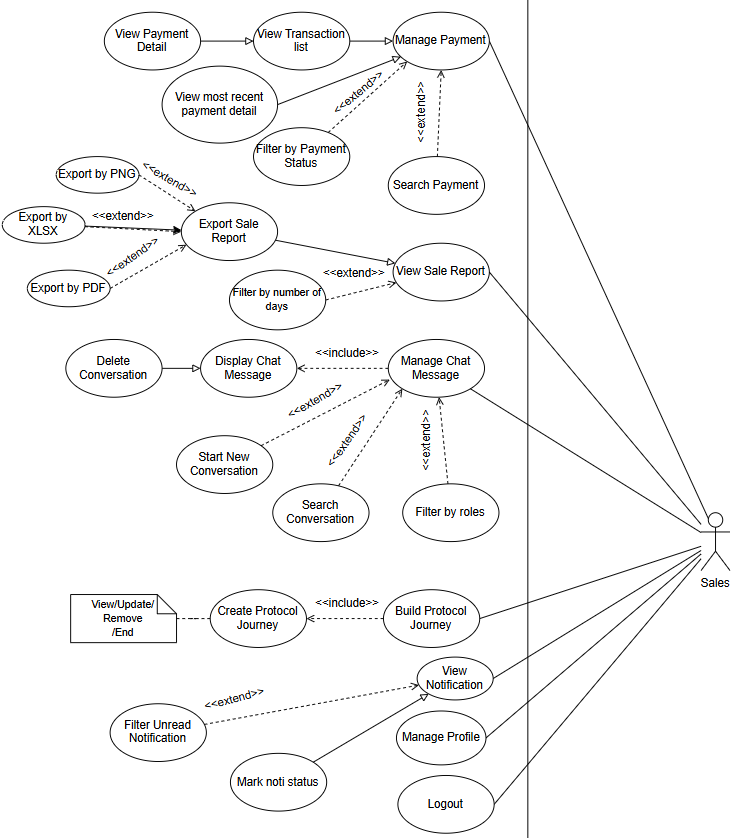 View Payment
Detail
View Transaction
list
Manage Payment
View most recent
payment detail
<<extend>>
<<extend>>
Filter by Payment
Status
Search Payment
Export by PNG
<<extend>>
Export by
XLSX
<<extend>>
Export Sale
Report
<<extend>>
Export by PDF
<<extend>>
View Sale Report
Filter by number of
days
Delete
Conversation
Display Chat
Message
<<include>>
Manage Chat
Message
<<extend>>
<<extend>>
<<extend>>
Start New
Conversation
Search
Conversation
Filter by roles
Sales
View/Update/
Remove
/End
Create Protocol
Journey
<<include>>
Build Protocol
Journey
View
Notification
<<extend>>
Filter Unread
Notification
Manage Profile
Mark noti status
Logout